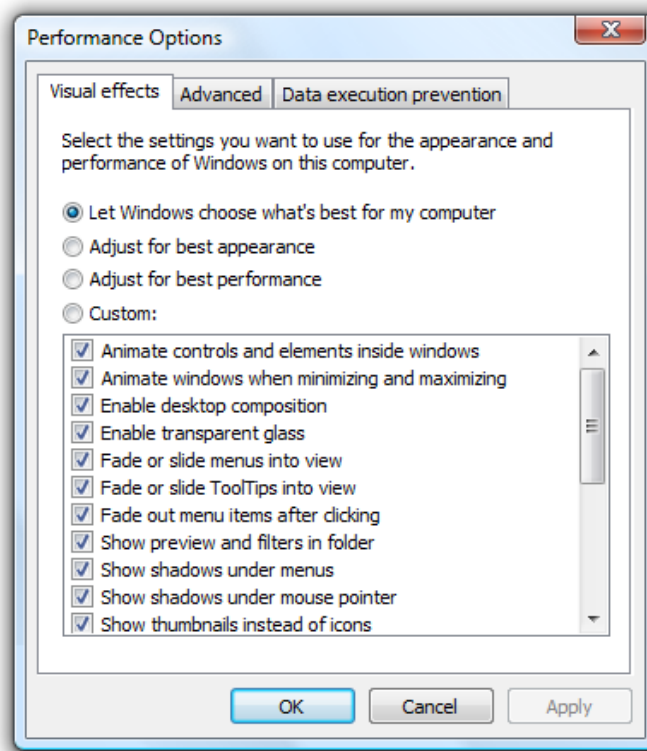 Performance Options
Visual effects
Advanced
Data execution prevention
Select the settings you want to use for the appearance and
performance of Windows on this computer.
Let Windows choose what's best for my computer
Adjust for best appearance
Adjust for best performance
Custom:
Animate controls and elements inside windows
Animate windows when minimizing and maximizing
Enable desktop composition
Enable transparent glass
Fade or slide menus into view
Fade or slide ToolTips into view
Fade out menu items after clicking
Show preview and filters in folder
Show shadows under menus
Show shadows under mouse pointer
Show thumbnails instead of icons
OK
Cancel
Apply